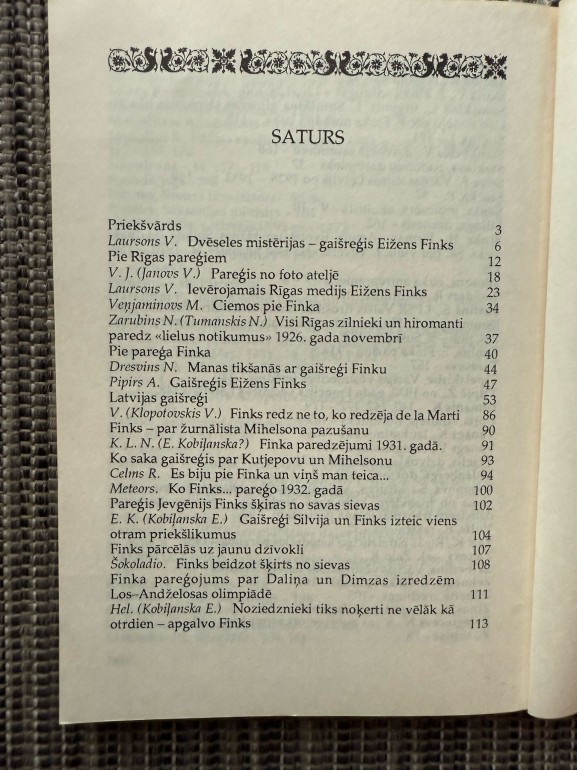 SATURS
Priekšvārds 3
Laursons V. Dvēseles mistērijas – gaišreģis Eižens Finks 6
Pie Rīgas pareģiem 12
V. J. (Janovs V.) Pareģis no foto ateljē 18
Laursons V. Ievērojamais Rīgas medijs Eižens Finks 23
Veņjaminovs M. Ciemos pie Finka 34
Zarubins N. (Tumanskis N.) Visi Rīgas zīlnieki un hiromanti
paredz «lielus notikumus» 1926. gada novembrī 37
Pie pareģa Finka 40
Dresvins N. Manas tikšanās ar gaišreģi Finku 44
Pipirs A. Gaišreģis Eižens Finks 47
Latvijas gaišreģi 53
V. (Klopotovskis V.) Finks redz ne to, ko redzēja de la Marti 86
Finks – par žurnālista Mihelsona pazušanu 90
K. L. N. (E. Kobiļanska?) Finka paredzējumi 1931. gadā. 91
Ko saka gaišreģis par Kutjepovu un Mihelsonu 93
Celms R. Es biju pie Finka un viņš man teica... 94
Meteors. Ko Finks... pareģo 1932. gadā 100
Pareģis Jevgēnijs Finks šķiras no savas sievas 102
E. K. (Kobiļanska E.) Gaišreģi Silvija un Finks izteic viens
otram priekšlikumus 104
Finks pārcēlās uz jaunu dzīvokli 107
Šokoladio. Finks beidzot šķirts no sievas 108
Finka pareģojums par Daliņa un Dimzas izredzēm
Los–Andželosas olimpiādē 111
Hel. (Kobiļanska E.) Noziedznieki tiks noķerti ne vēlāk kā
otrdien – apgalvo Finks 113